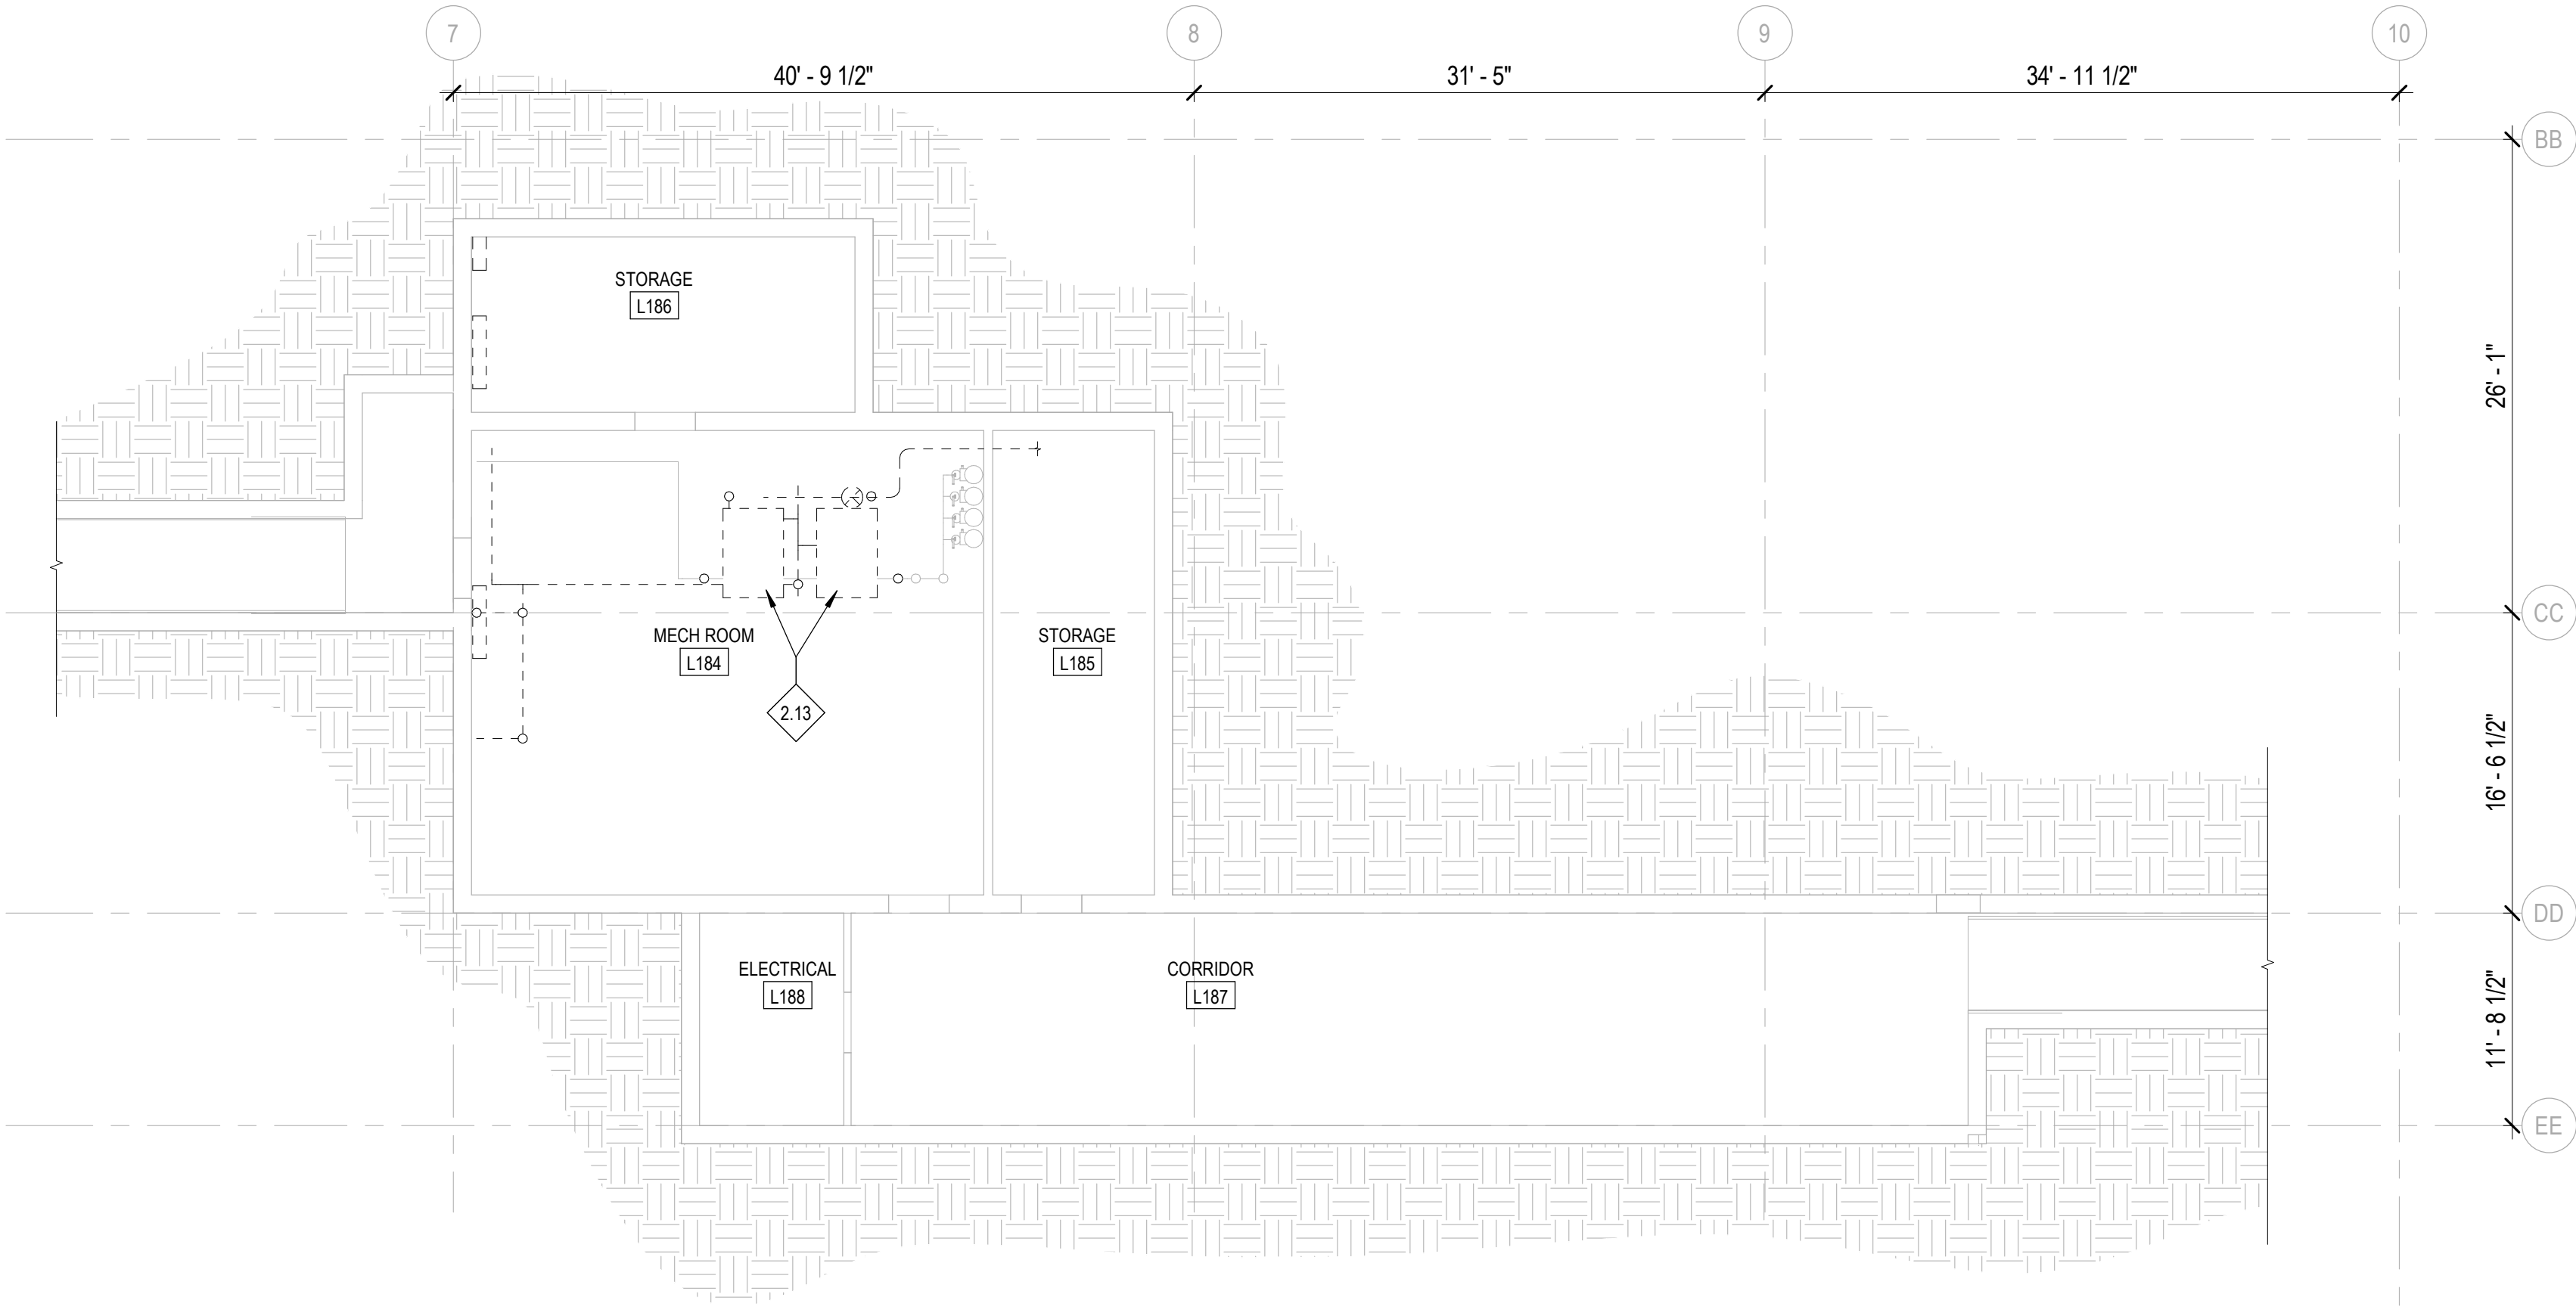 7
8
9
10
40' - 9 1/2"
31' - 5"
34' - 11 1/2"
BB
STORAGE
L186
26' - 1"
CC
MECH ROOM
L184
STORAGE
L185
2.13
16' - 6 1/2"
DD
ELECTRICAL
L188
CORRIDOR
L187
11' - 8 1/2"
EE